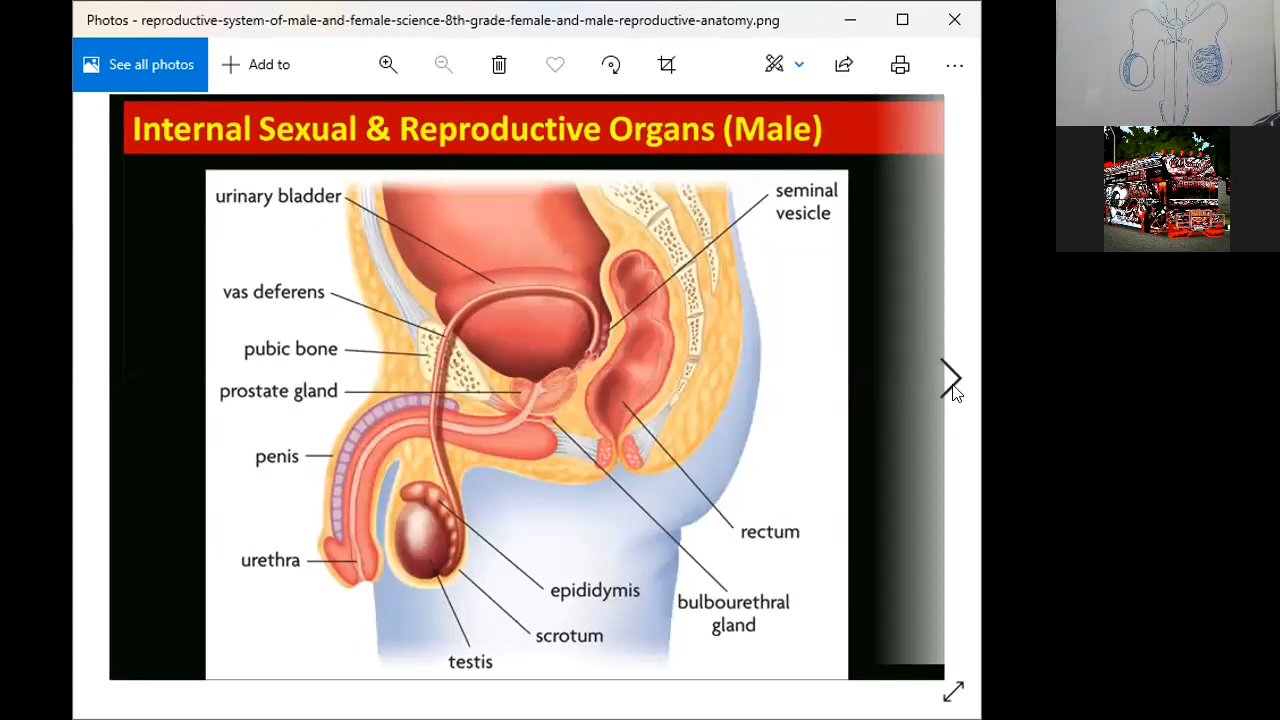 Photos - reproductive-system-of-male-and-female-science-8th-grade-female-and-male-reproductive-anatomy.png
See all photos
Add to
Internal Sexual & Reproductive Organs (Male)
urinary bladder
seminal
vesicle
vas deferens
pubic bone
prostate gland
penis
rectum
urethra
epididymis
bulbourethral
gland
scrotum
testis